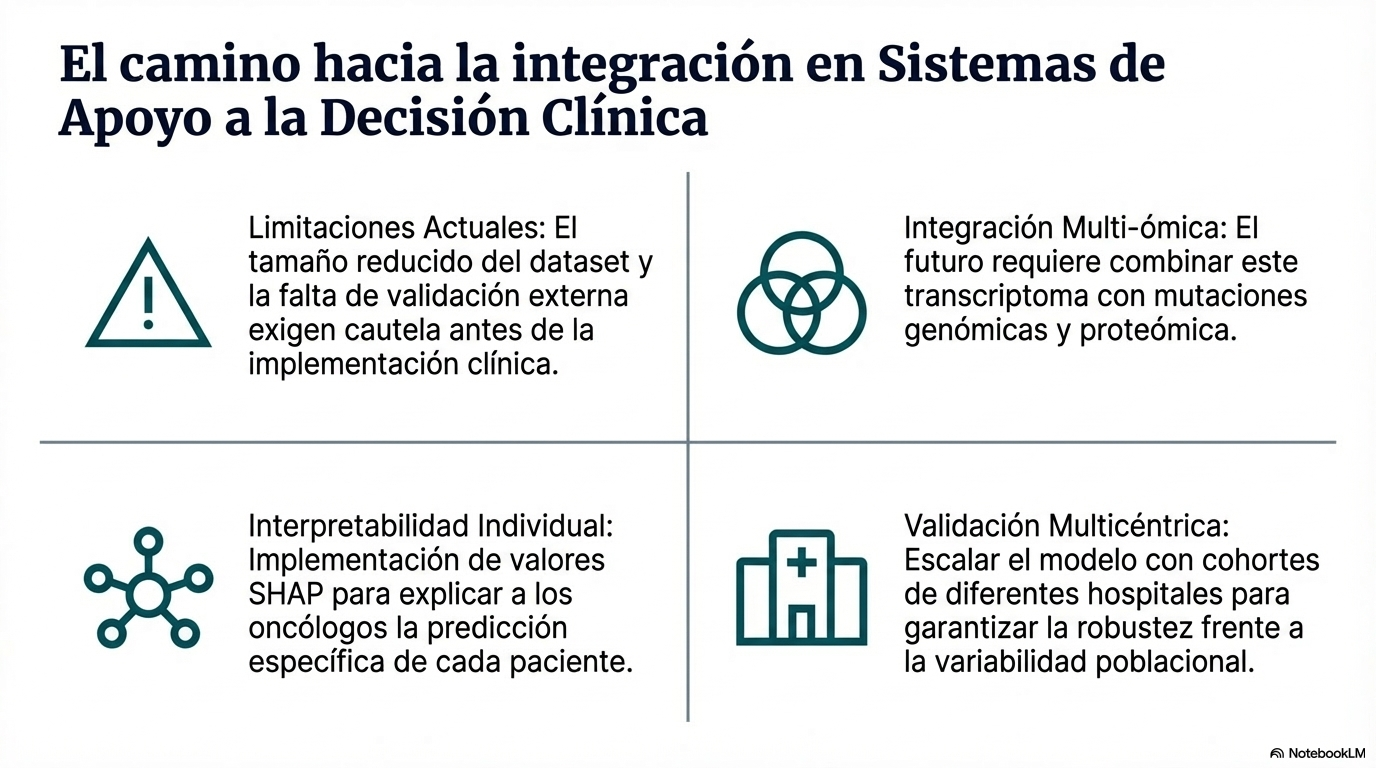 El camino hacia la integración en Sistemas de
Apoyo a la Decisión Clínica
Limitaciones Actuales: El
tamaño reducido del dataset y
la falta de validación externa
exigen cautela antes de la
implementación clínica.
Integración Multi-ómica: El
futuro requiere combinar este
transcriptoma con mutaciones
genómicas y proteómica.
Interpretabilidad Individual:
Implementación de valores
SHAP para explicar a los
oncólogos la predicción
específica de cada paciente.
Validación Multicéntrica:
Escalar el modelo con cohortes
de diferentes hospitales para
garantizar la robustez frente a
la variabilidad poblacional.
NotebookLM